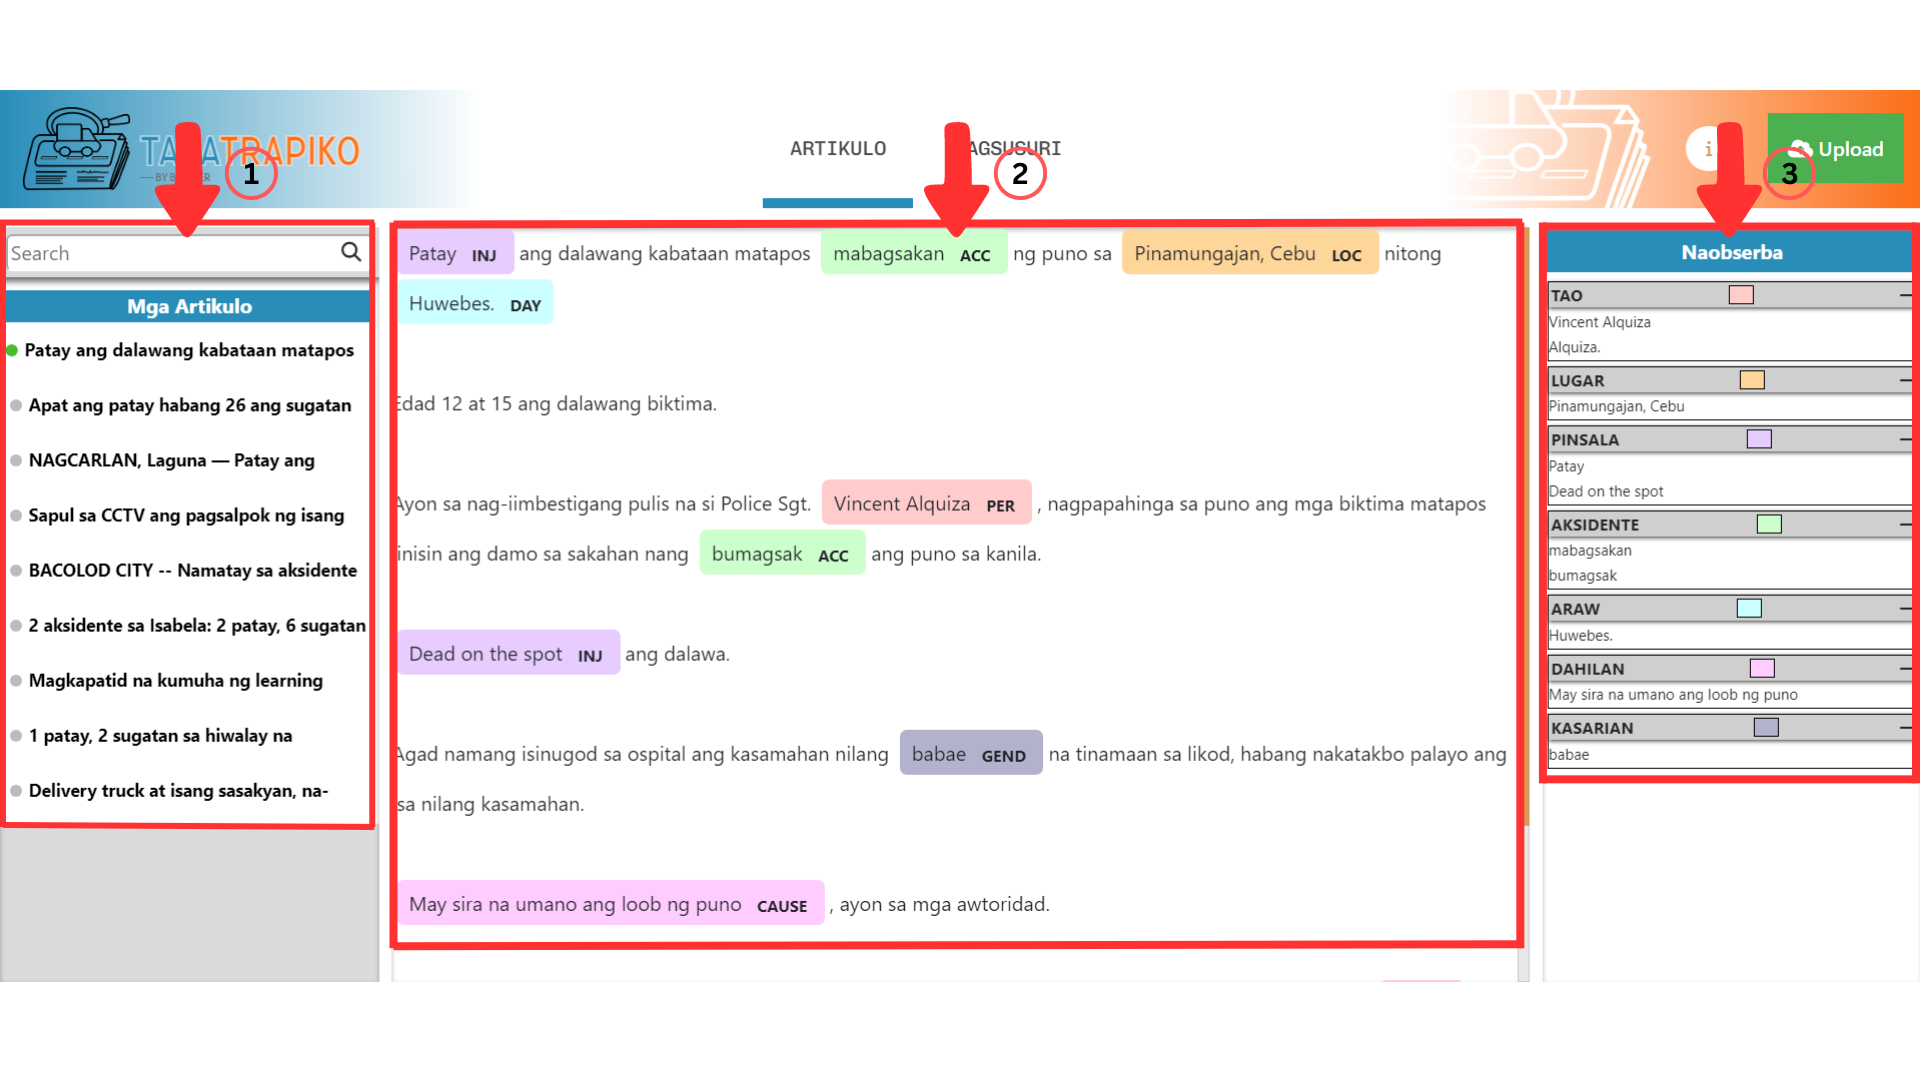 TRAPIKO
1
ARTIKULO
2
i
Upload
3
Search
Mga Artikulo
Patay ang dalawang kabataan matapos
Apat ang patay habang 26 ang sugatan
NAGCARLAN, Laguna — Patay ang
Sapul sa CCTV ang pagsalpok ng isang
BACOLOD CITY -- Namatay sa aksidente
2 aksidente sa Isabela: 2 patay, 6 sugatan
Magkapatid na kumuha ng learning
1 patay, 2 sugatan sa hiwalay na
Delivery truck at isang sasakyan, na-
Patay INJ ang dalawang kabataan matapos mabagsakan ACC ng puno sa Pinamungajan, Cebu LOC nitong
Huwebes. DAY
Edad 12 at 15 ang dalawang biktima.
Ayon sa nag-iimbestigang pulis na si Police Sgt. Vincent Alquiza PER , nagpapahinga sa puno ang mga biktima matapos
inisin ang damo sa sakahan nang bumagsak ACC ang puno sa kanila.
Dead on the spot INJ ang dalawa.
Agad namang isinugod sa ospital ang kasamahan nilang babae GEND na tinamaan sa likod, habang nakatakbo palayo ang
sa nilang kasamahan.
May sira na umano ang loob ng puno CAUSE , ayon sa mga awtoridad.
Naobserba
TAO
Vincent Alquiza
Alquiza.
LUGAR
Pinamungajan, Cebu
PINSALA
Patay
Dead on the spot
AKSIDENTE
mabagsakan
bumagsak
ARAW
Huwebes.
DAHILAN
May sira na umano ang loob ng puno
KASARIAN
babae